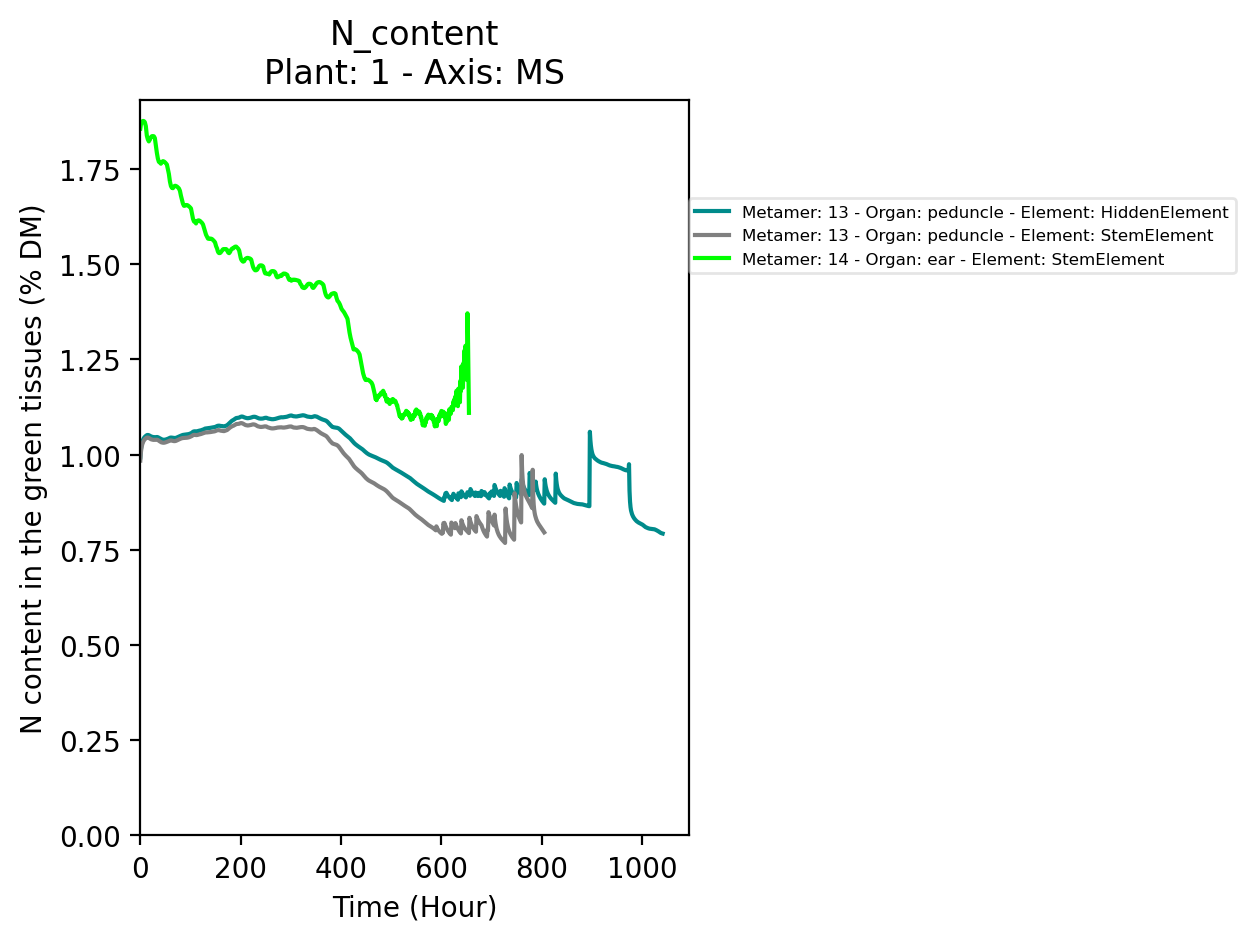 N_content
Plant: 1 - Axis: MS
N content in the green tissues (% DM)
1.75
1.50
1.25
1.00
0.75
0.50
0.25
0.00
0 200 400 600 800 1000
Time (Hour)
Metamer: 13 - Organ: peduncle - Element: HiddenElement
Metamer: 13 - Organ: peduncle - Element: StemElement
Metamer: 14 - Organ: ear - Element: StemElement